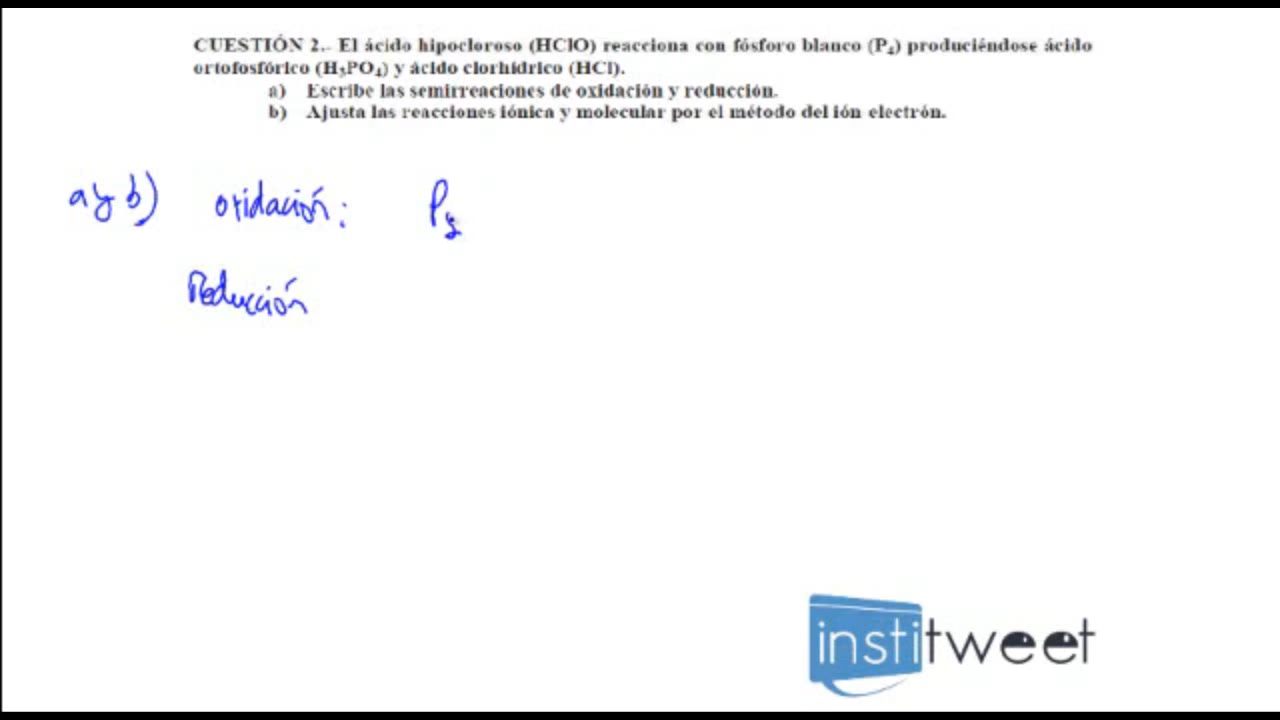 CUESTIÓN 2.- El ácido hipocloroso (HClO) reacciona con fósforo blanco (P₄) produciéndose ácido
ortofosfórico (H₃PO₄) y ácido clorhídrico (HCl).
a) Escribe las semirreaciones de oxidación y reducción.
b) Ajusta las reacciones iónica y molecular por el método del ión electrón.
a y b) oxidación: P₄
Reducción
institweet